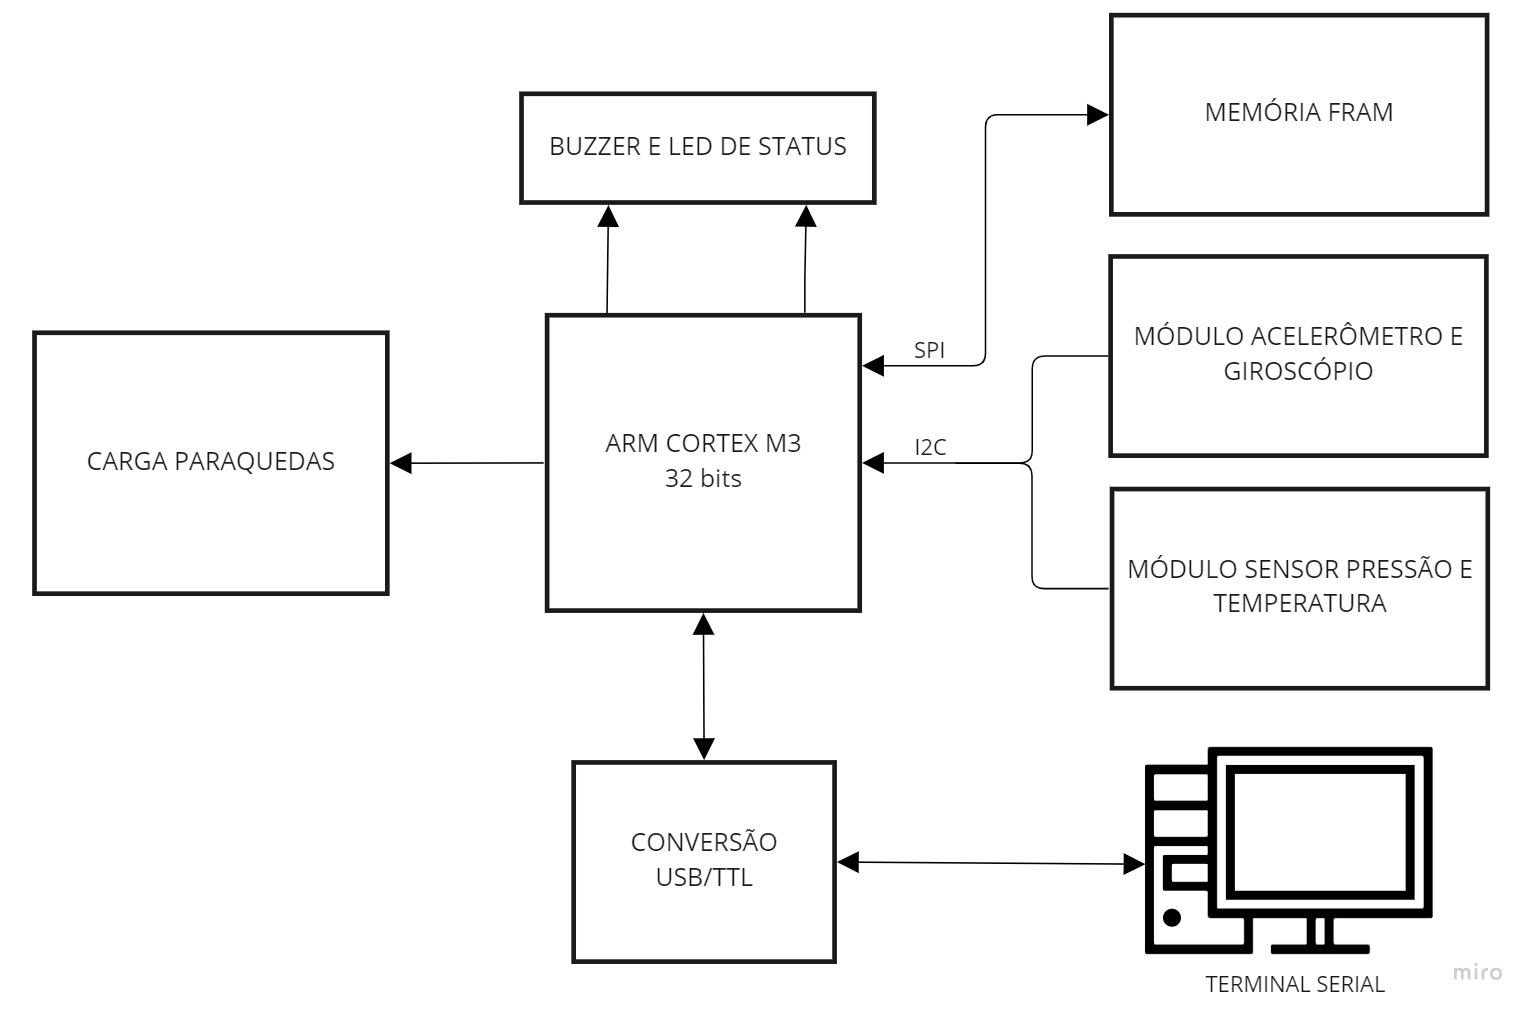 MEMÓRIA FRAM
BUZZER E LED DE STATUS
SPI
MÓDULO ACELERÔMETRO E
GIROSCÓPIO
CARGA PARAQUEDAS
ARM CORTEX M3
32 bits
I2C
MÓDULO SENSOR PRESSÃO E
TEMPERATURA
CONVERSÃO
USB/TTL
TERMINAL SERIAL
miro